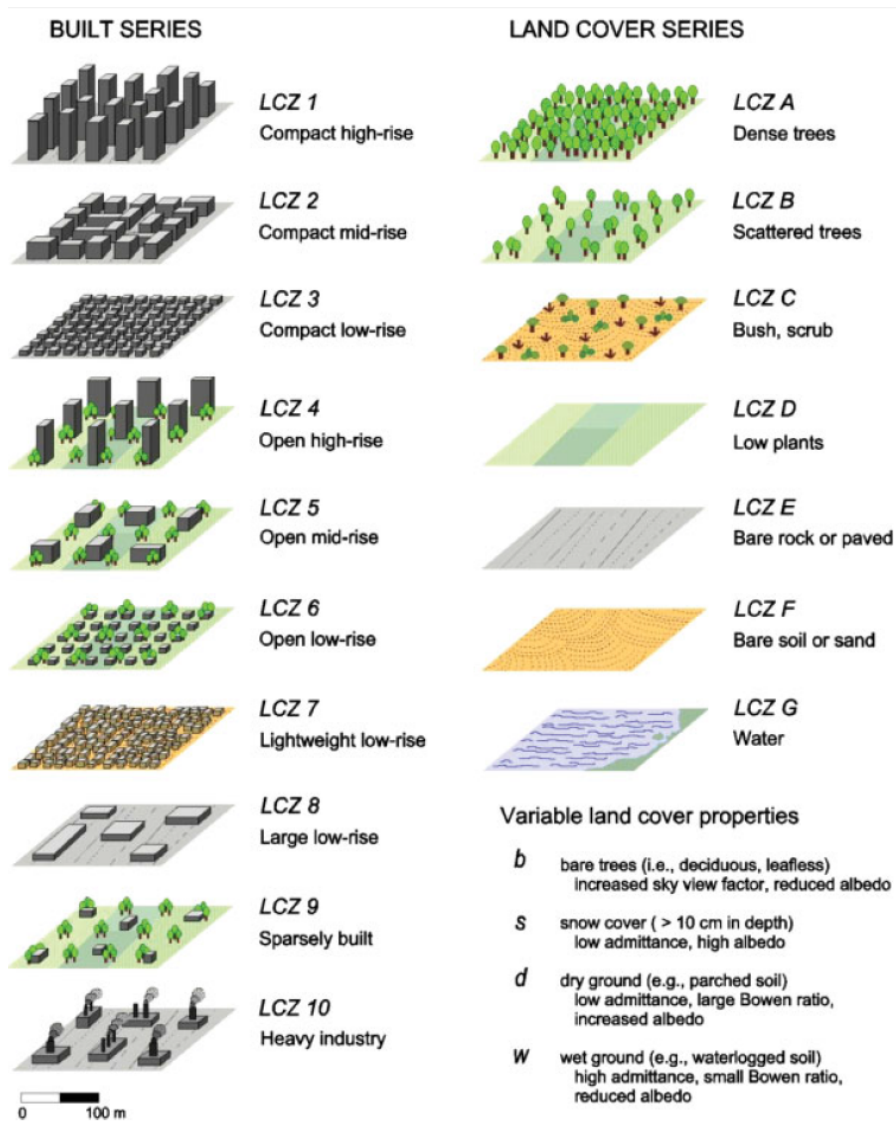 BUILT SERIES
LCZ 1
Compact high-rise
LCZ 2
Compact mid-rise
LCZ 3
Compact low-rise
LCZ 4
Open high-rise
LCZ 5
Open mid-rise
LCZ 6
Open low-rise
LCZ 7
Lightweight low-rise
LCZ 8
Large low-rise
LCZ 9
Sparsely built
LCZ 10
Heavy industry
0 100 m
LAND COVER SERIES
LCZ A
Dense trees
LCZ B
Scattered trees
LCZ C
Bush, scrub
LCZ D
Low plants
LCZ E
Bare rock or paved
LCZ F
Bare soil or sand
LCZ G
Water
Variable land cover properties
b bare trees (i.e., deciduous, leafless)
increased sky view factor, reduced albedo
s snow cover ( > 10 cm in depth)
low admittance, high albedo
d dry ground (e.g., parched soil)
low admittance, large Bowen ratio,
increased albedo
w wet ground (e.g., waterlogged soil)
high admittance, small Bowen ratio,
reduced albedo